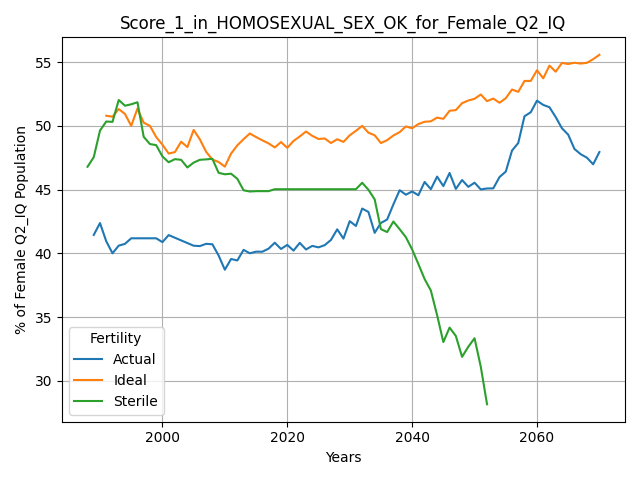 Score_1_in_HOMOSEXUAL_SEX_OK_for_Female_Q2_IQ
% of Female Q2_IQ Population
55
50
45
40
35
30
Fertility
Actual
Ideal
Sterile
2000 2020 2040 2060
Years